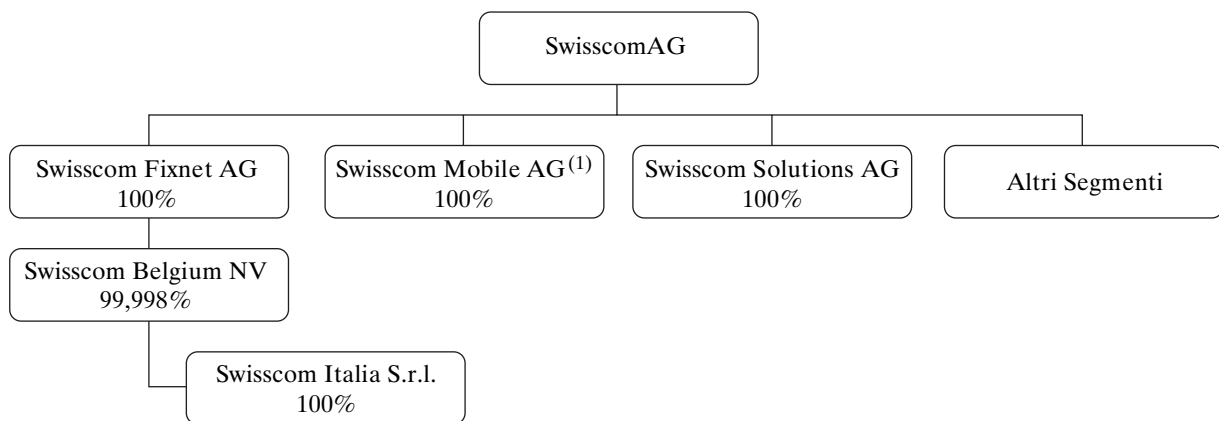 SwisscomAG
Swisscom Fixnet AG
100%
Swisscom Mobile AG(1)
100%
Swisscom Solutions AG
100%
Altri Segmenti
Swisscom Belgium NV
99,998%
Swisscom Italia S.r.l.
100%